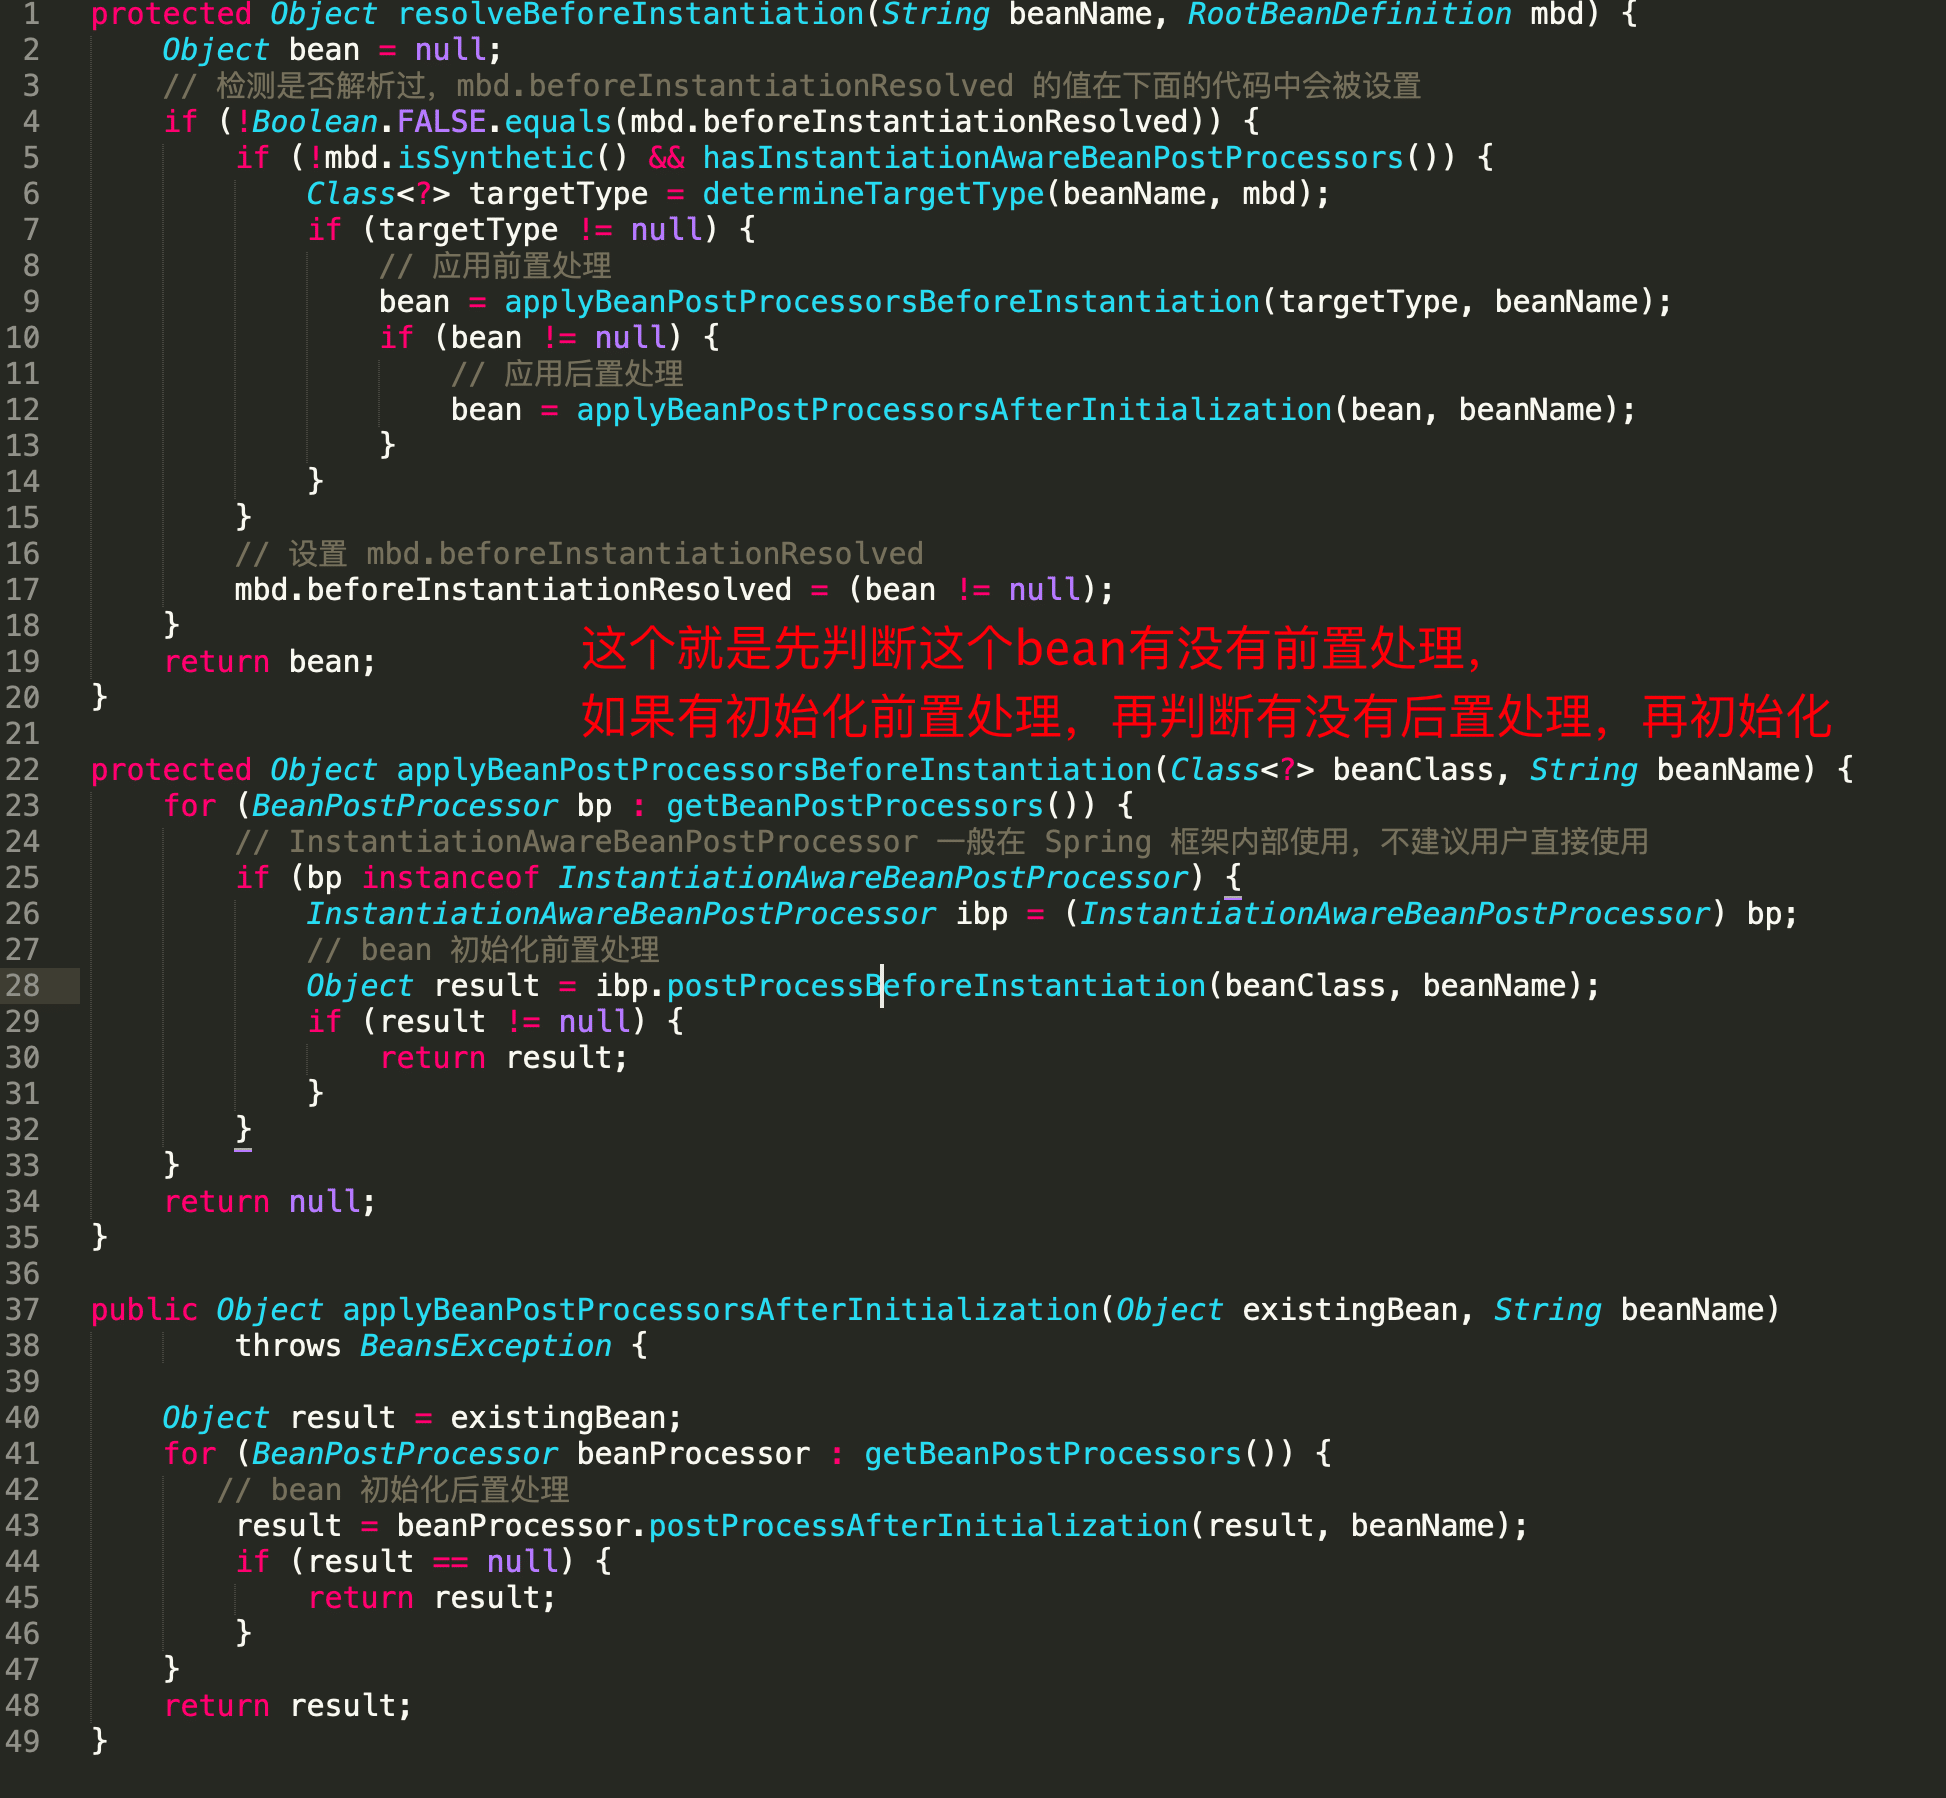 1 protected Object resolveBeforeInstantiation(String beanName, RootBeanDefinition mbd) {
2     Object bean = null;
3     // 检测是否解析过，mbd.beforeInstantiationResolved 的值在下面的代码中会被设置
4     if (!Boolean.FALSE.equals(mbd.beforeInstantiationResolved)) {
5         if (!mbd.isSynthetic() && hasInstantiationAwareBeanPostProcessors()) {
6             Class<?> targetType = determineTargetType(beanName, mbd);
7             if (targetType != null) {
8                 // 应用前置处理
9                 bean = applyBeanPostProcessorsBeforeInstantiation(targetType, beanName);
10                 if (bean != null) {
11                     // 应用后置处理
12                     bean = applyBeanPostProcessorsAfterInitialization(bean, beanName);
13                 }
14             }
15         }
16         // 设置 mbd.beforeInstantiationResolved
17         mbd.beforeInstantiationResolved = (bean != null);
18     }
这个就是先判断这个bean有没有前置处理，
19     return bean;
20 }
如果有初始化前置处理，再判断有没有后置处理，再初始化
21
22 protected Object applyBeanPostProcessorsBeforeInstantiation(Class<?> beanClass, String beanName) {
23     for (BeanPostProcessor bp : getBeanPostProcessors()) {
24         // InstantiationAwareBeanPostProcessor 一般在 Spring 框架内部使用，不建议用户直接使用
25         if (bp instanceof InstantiationAwareBeanPostProcessor) {
26             InstantiationAwareBeanPostProcessor ibp = (InstantiationAwareBeanPostProcessor) bp;
27             // bean 初始化前置处理
28             Object result = ibp.postProcessBeforeInstantiation(beanClass, beanName);
29             if (result != null) {
30                 return result;
31             }
32         }
33     }
34     return null;
35 }
36
37 public Object applyBeanPostProcessorsAfterInitialization(Object existingBean, String beanName)
38         throws BeansException {
39
40     Object result = existingBean;
41     for (BeanPostProcessor beanProcessor : getBeanPostProcessors()) {
42        // bean 初始化后置处理
43         result = beanProcessor.postProcessAfterInitialization(result, beanName);
44         if (result == null) {
45             return result;
46         }
47     }
48     return result;
49 }